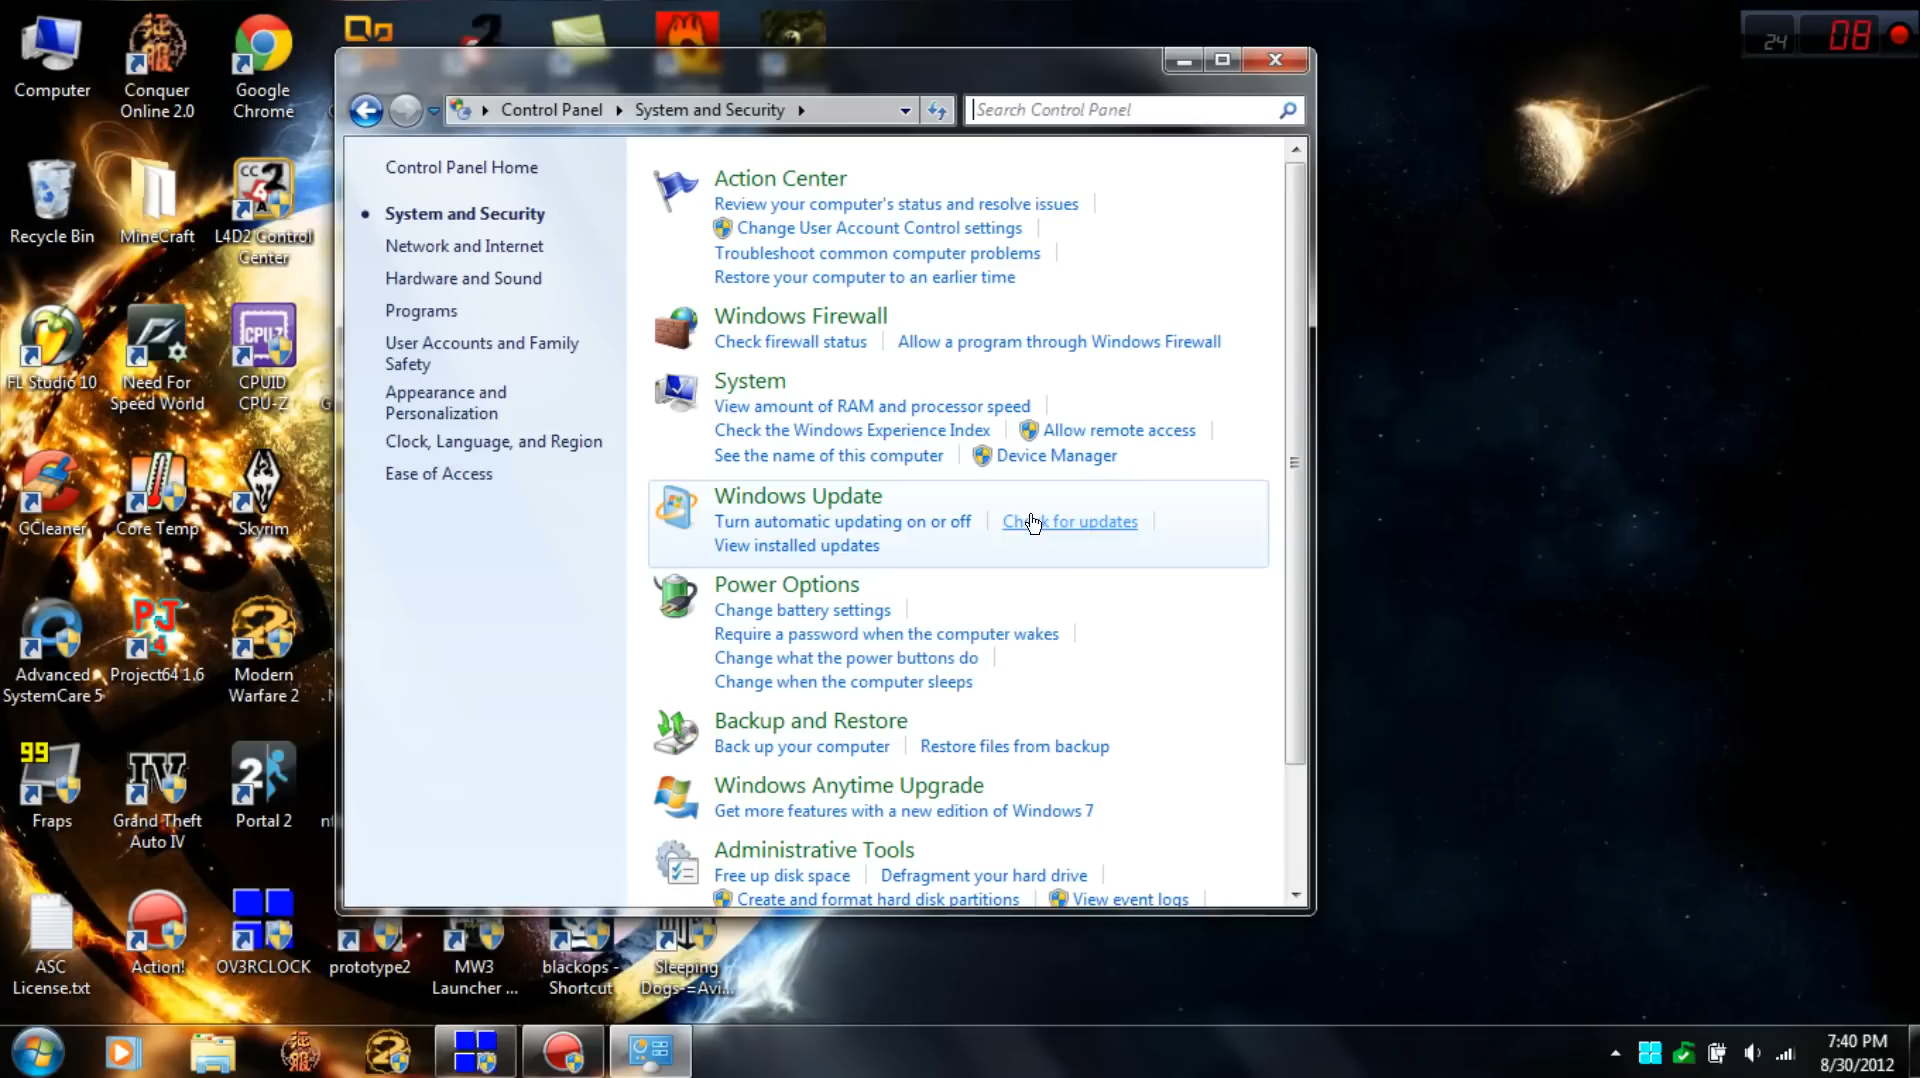 24 08
Computer
Conquer
Online 2.0
Google
Chrome
Recycle Bin
MineCraft
CC
L4D2 Control
Center
FL Studio 10
Need For
Speed World
CPU-Z
CPUID
CPU-Z
CCleaner
Core Temp
Skyrim
Advanced
SystemCare 5
PJ
Project64 1.6
Modern
Warfare 2
99
Fraps
IV
Grand Theft
Auto IV
2
Portal 2
ASC
License.txt
Action!
OV3RCLOCK
prototype2
MW3
Launcher ...
blackops -
Shortcut
Sleeping
Dogs-=Avi...
Control Panel
System and Security
Search Control Panel
Control Panel Home
System and Security
Network and Internet
Hardware and Sound
Programs
User Accounts and Family
Safety
Appearance and
Personalization
Clock, Language, and Region
Ease of Access
Action Center
Review your computer's status and resolve issues
Change User Account Control settings
Troubleshoot common computer problems
Restore your computer to an earlier time
Windows Firewall
Check firewall status Allow a program through Windows Firewall
System
View amount of RAM and processor speed
Check the Windows Experience Index Allow remote access
See the name of this computer Device Manager
Windows Update
Turn automatic updating on or off Check for updates
View installed updates
Power Options
Change battery settings
Require a password when the computer wakes
Change what the power buttons do
Change when the computer sleeps
Backup and Restore
Back up your computer Restore files from backup
Windows Anytime Upgrade
Get more features with a new edition of Windows 7
Administrative Tools
Free up disk space Defragment your hard drive
Create and format hard disk partitions View event logs
7:40 PM
8/30/2012